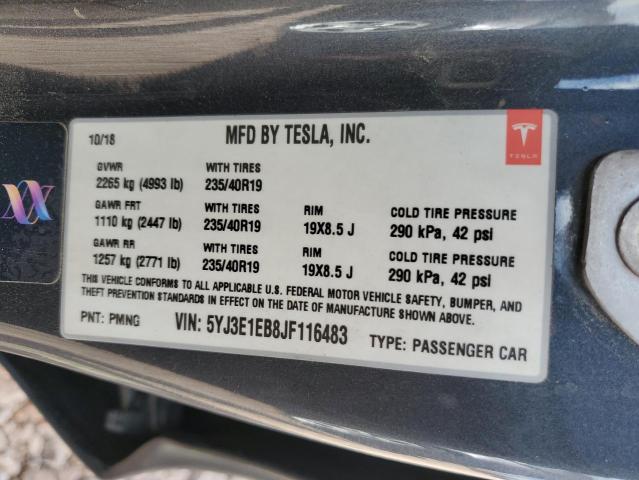 10/18 MFD BY TESLA, INC.
TESLA
GVWR WITH TIRES
2265 kg (4993 lb) 235/40R19
GAWR FRT WITH TIRES RIM COLD TIRE PRESSURE
1110 kg (2447 lb) 235/40R19 19X8.5 J 290 kPa, 42 psi
GAWR RR WITH TIRES RIM COLD TIRE PRESSURE
1257 kg (2771 lb) 235/40R19 19X8.5 J 290 kPa, 42 psi
THIS VEHICLE CONFORMS TO ALL APPLICABLE U.S. FEDERAL MOTOR VEHICLE SAFETY, BUMPER, AND
THEFT PREVENTION STANDARDS IN EFFECT ON THE DATE OF MANUFACTURE SHOWN ABOVE.
PNT: PMNG VIN: 5YJ3E1EB8JF116483 TYPE: PASSENGER CAR